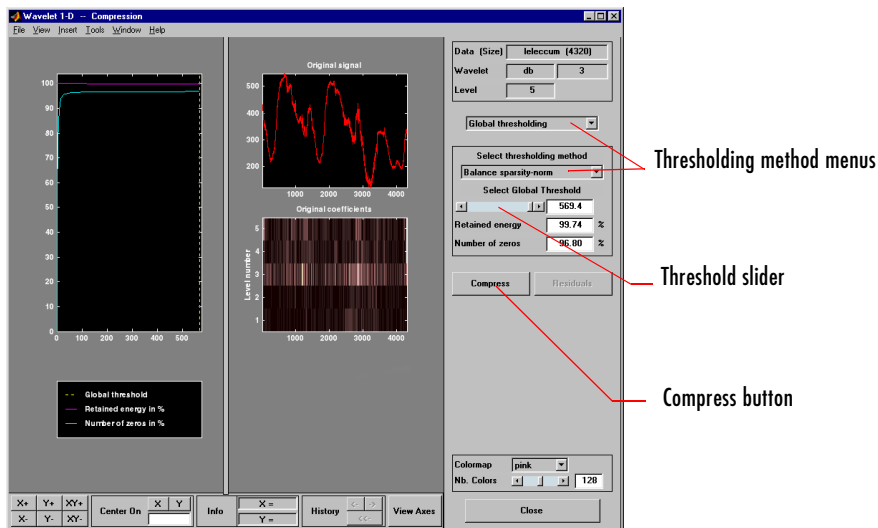 Wavelet 1-D -- Compression
File View Insert Tools Window Help
100
90
80
70
60
50
40
30
20
10
0
0 100 200 300 400 500
Global threshold
Retained energy in %
Number of zeros in %
Original signal
500
400
300
200
1000 2000 3000 4000
Original coefficients
Level number
5
4
3
2
1
1000 2000 3000 4000
Data (Size) leleccum (4320)
Wavelet db 3
Level 5
Global thresholding
Select thresholding method
Balance sparsity-norm
Select Global Threshold
569.4
Retained energy 99.74 %
Number of zeros 96.80 %
Compress Residuals
Colormap pink
Nb. Colors 128
Close
Thresholding method menus
Threshold slider
Compress button
X+ Y+ XY+
X- Y- XY-
Center On X Y
Info X =
Y =
History <- ->
<<-
View Axes